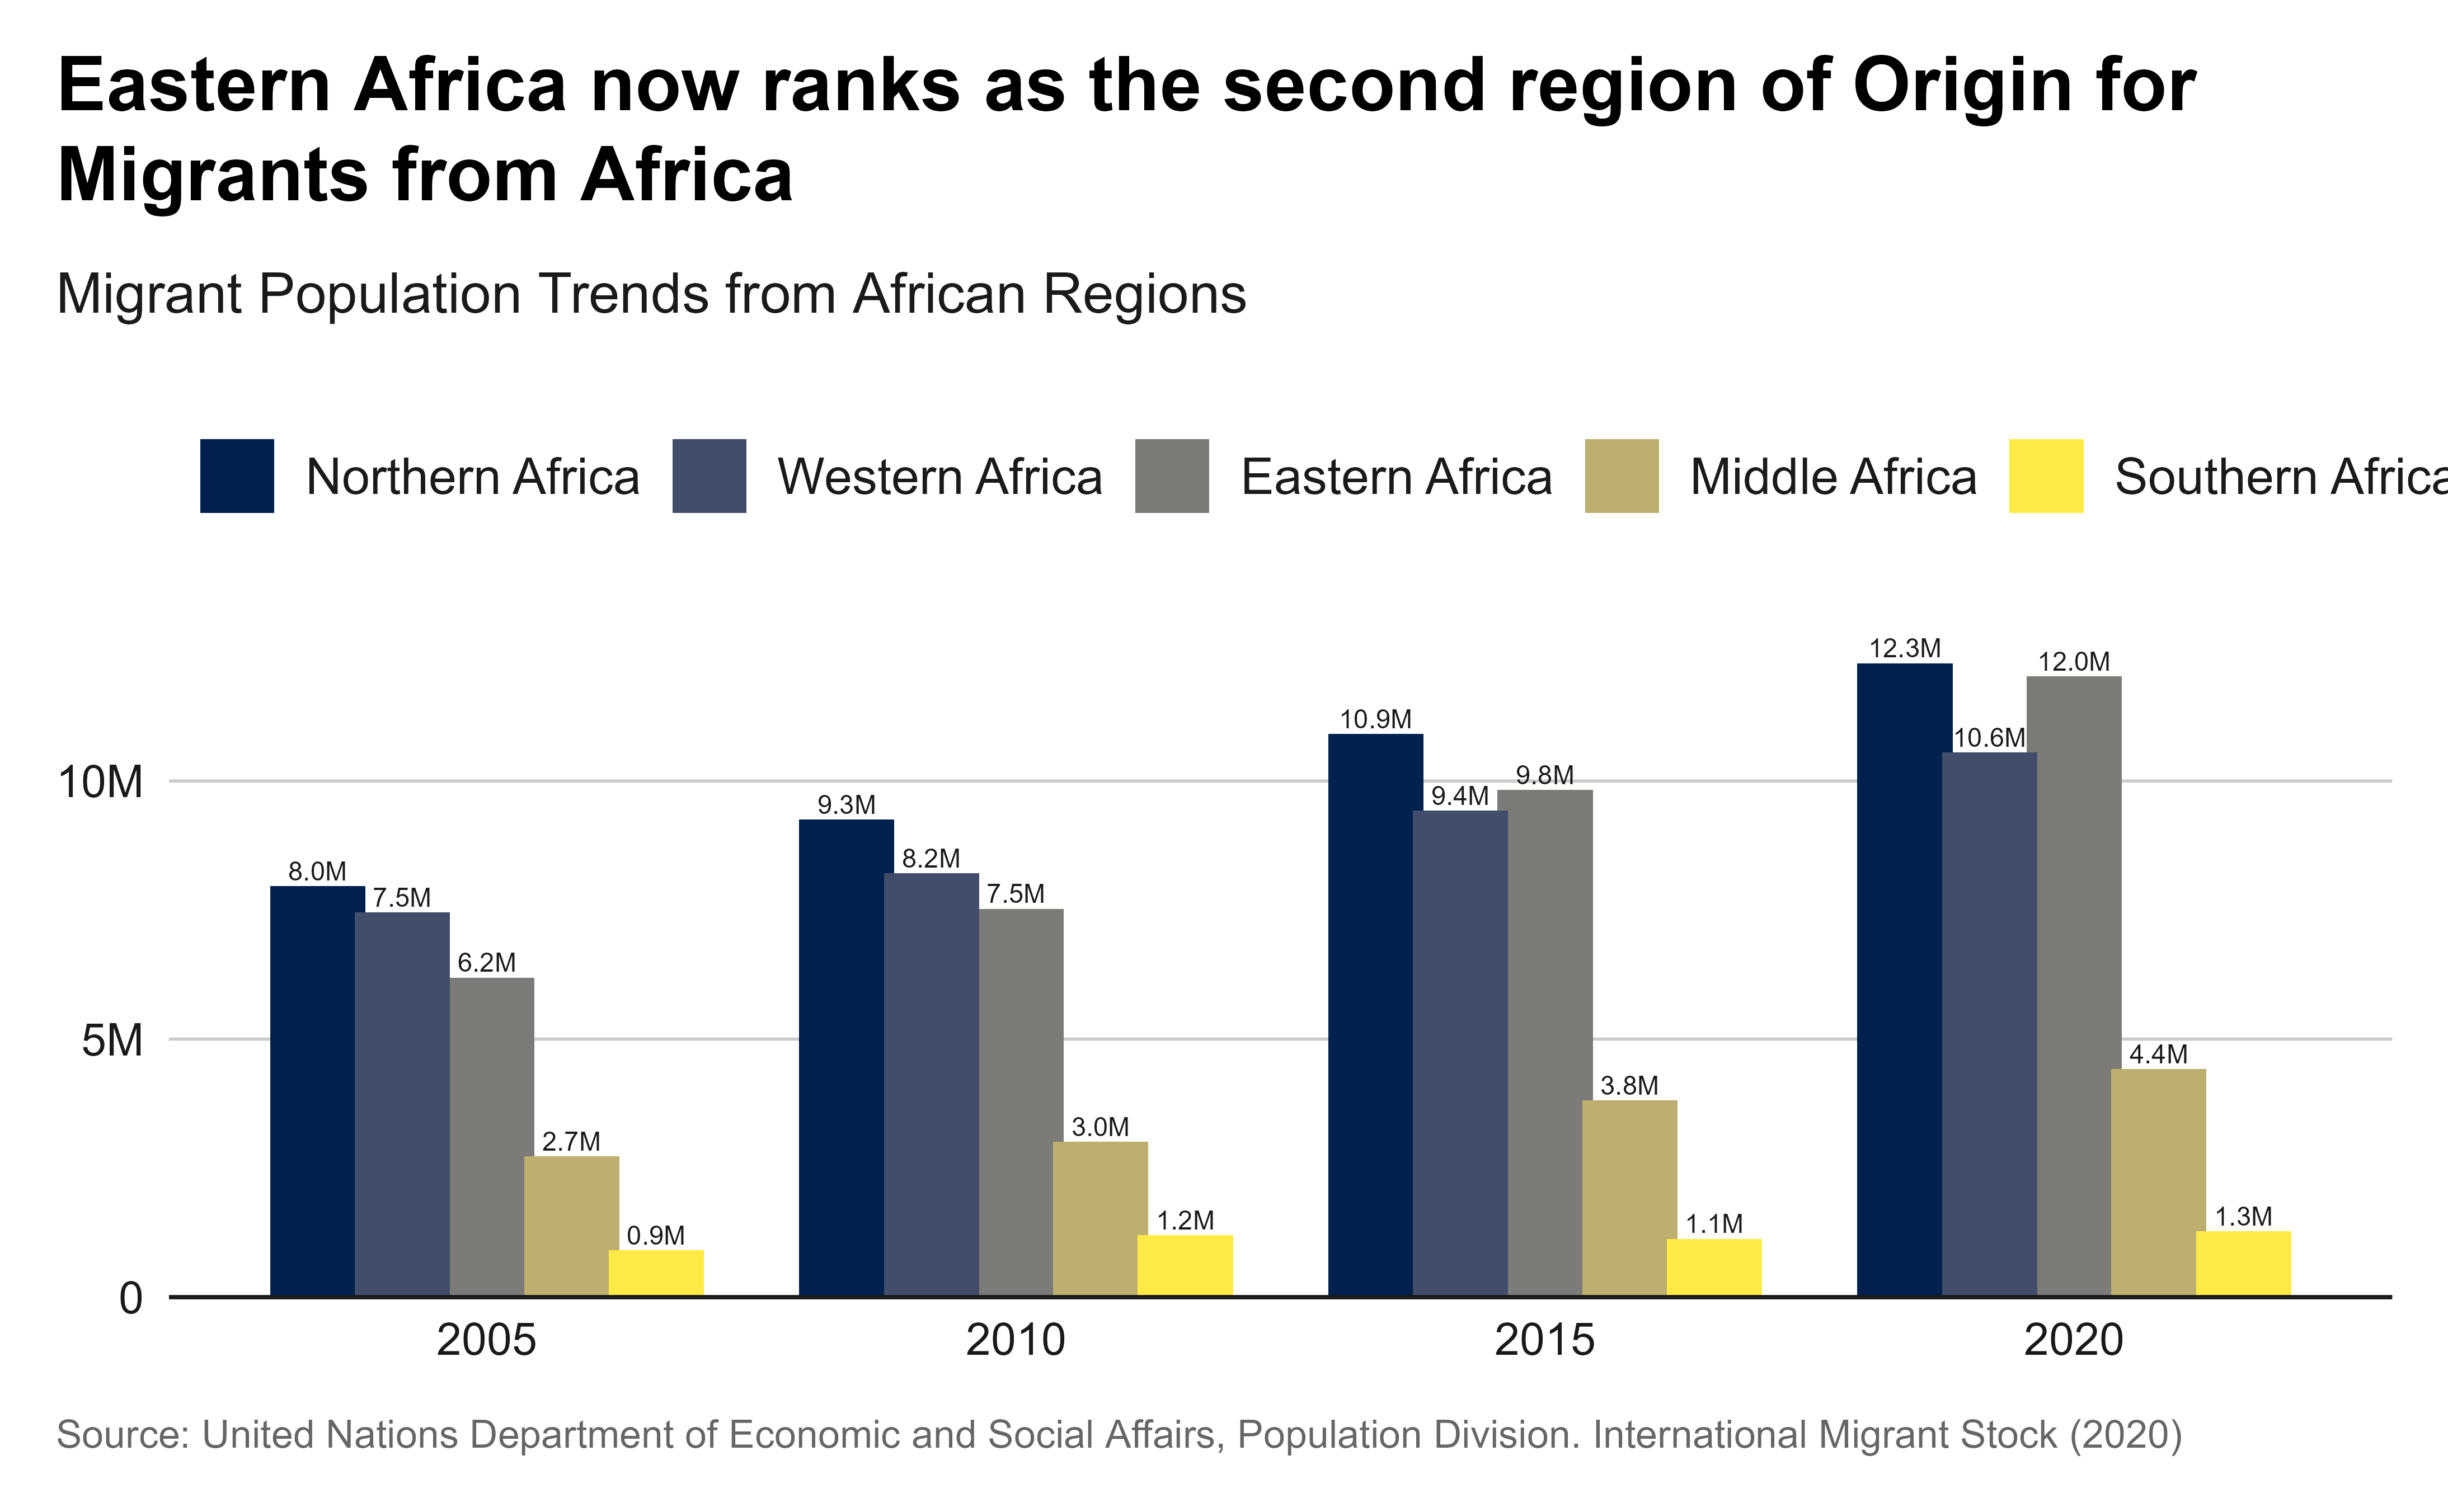 Eastern Africa now ranks as the second region of Origin for
Migrants from Africa
Migrant Population Trends from African Regions
Northern Africa Western Africa Eastern Africa Middle Africa Southern Africa
12.3M 12.0M
10.9M 10.6M
10M 9.3M 9.4M 9.8M
8.0M 7.5M 8.2M 7.5M
6.2M
5M 4.4M
2.7M 3.0M 3.8M
0.9M 1.2M 1.1M 1.3M
0
2005 2010 2015 2020
Source: United Nations Department of Economic and Social Affairs, Population Division. International Migrant Stock (2020)